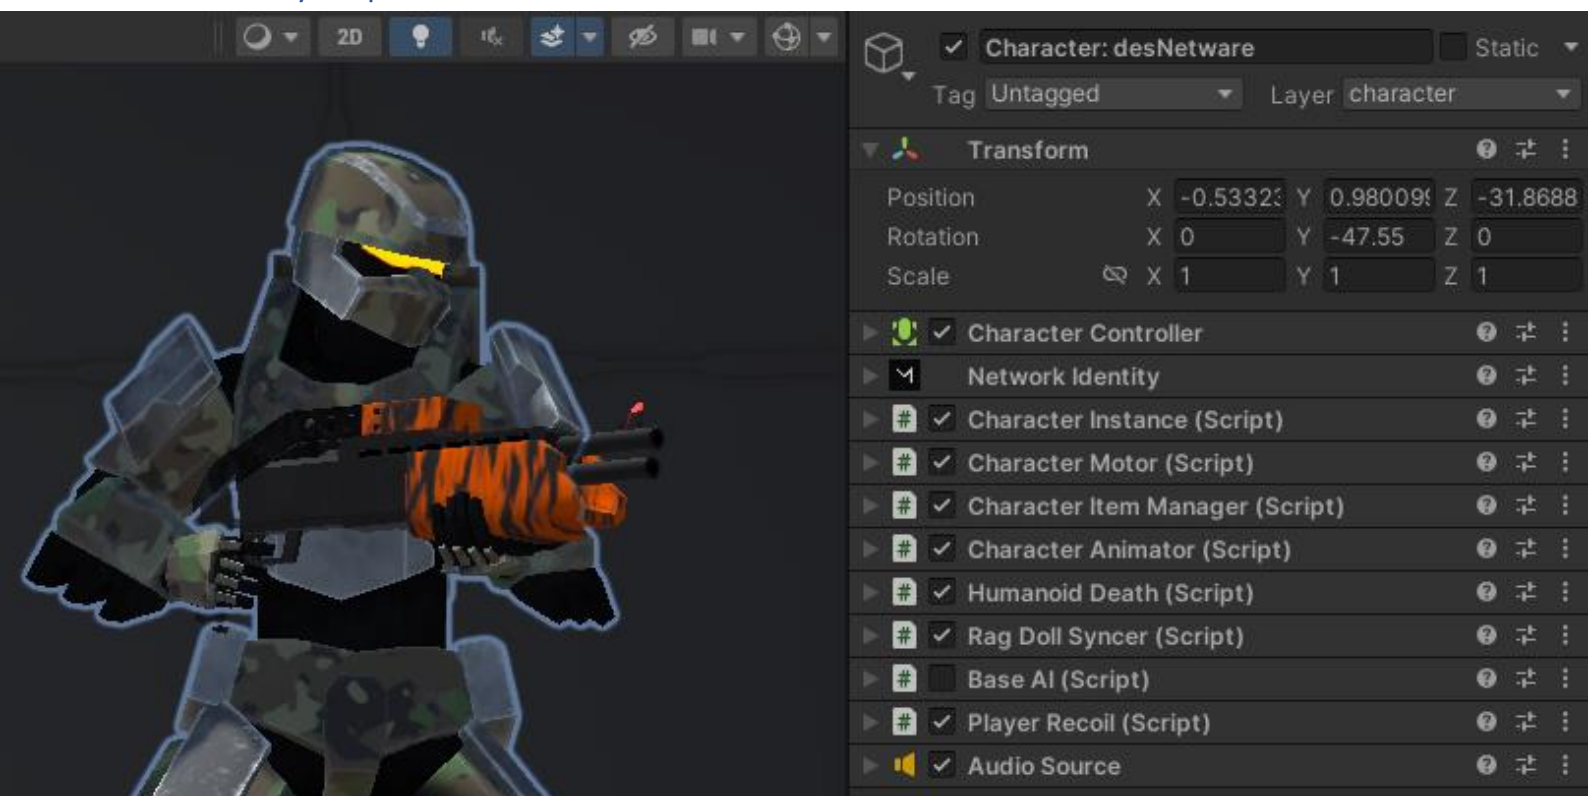 2D
Character: desNetware Static
Tag Untagged Layer character
Transform
Position X -0.53323 Y 0.980099 Z -31.8688
Rotation X 0 Y -47.55 Z 0
Scale X 1 Y 1 Z 1
Character Controller
Network Identity
Character Instance (Script)
Character Motor (Script)
Character Item Manager (Script)
Character Animator (Script)
Humanoid Death (Script)
Rag Doll Syncer (Script)
Base AI (Script)
Player Recoil (Script)
Audio Source